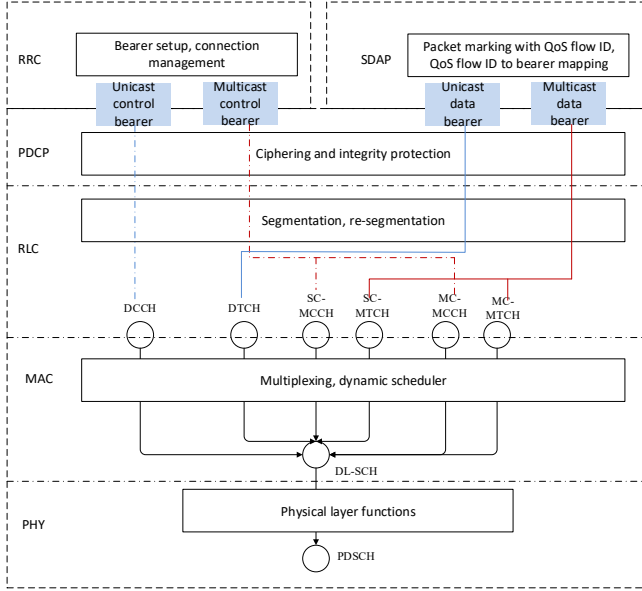 RRC
Bearer setup, connection
management
SDAP
Packet marking with QoS flow ID,
QoS flow ID to bearer mapping
Unicast
control
bearer
Multicast
control
bearer
Unicast
data
bearer
Multicast
data
bearer
PDCP
Ciphering and integrity protection
RLC
Segmentation, re-segmentation
DCCH
DTCH
SC-
MCCH
SC-
MTCH
MC-
MCCH
MC-
MTCH
MAC
Multiplexing, dynamic scheduler
DL-SCH
PHY
Physical layer functions
PDSCH